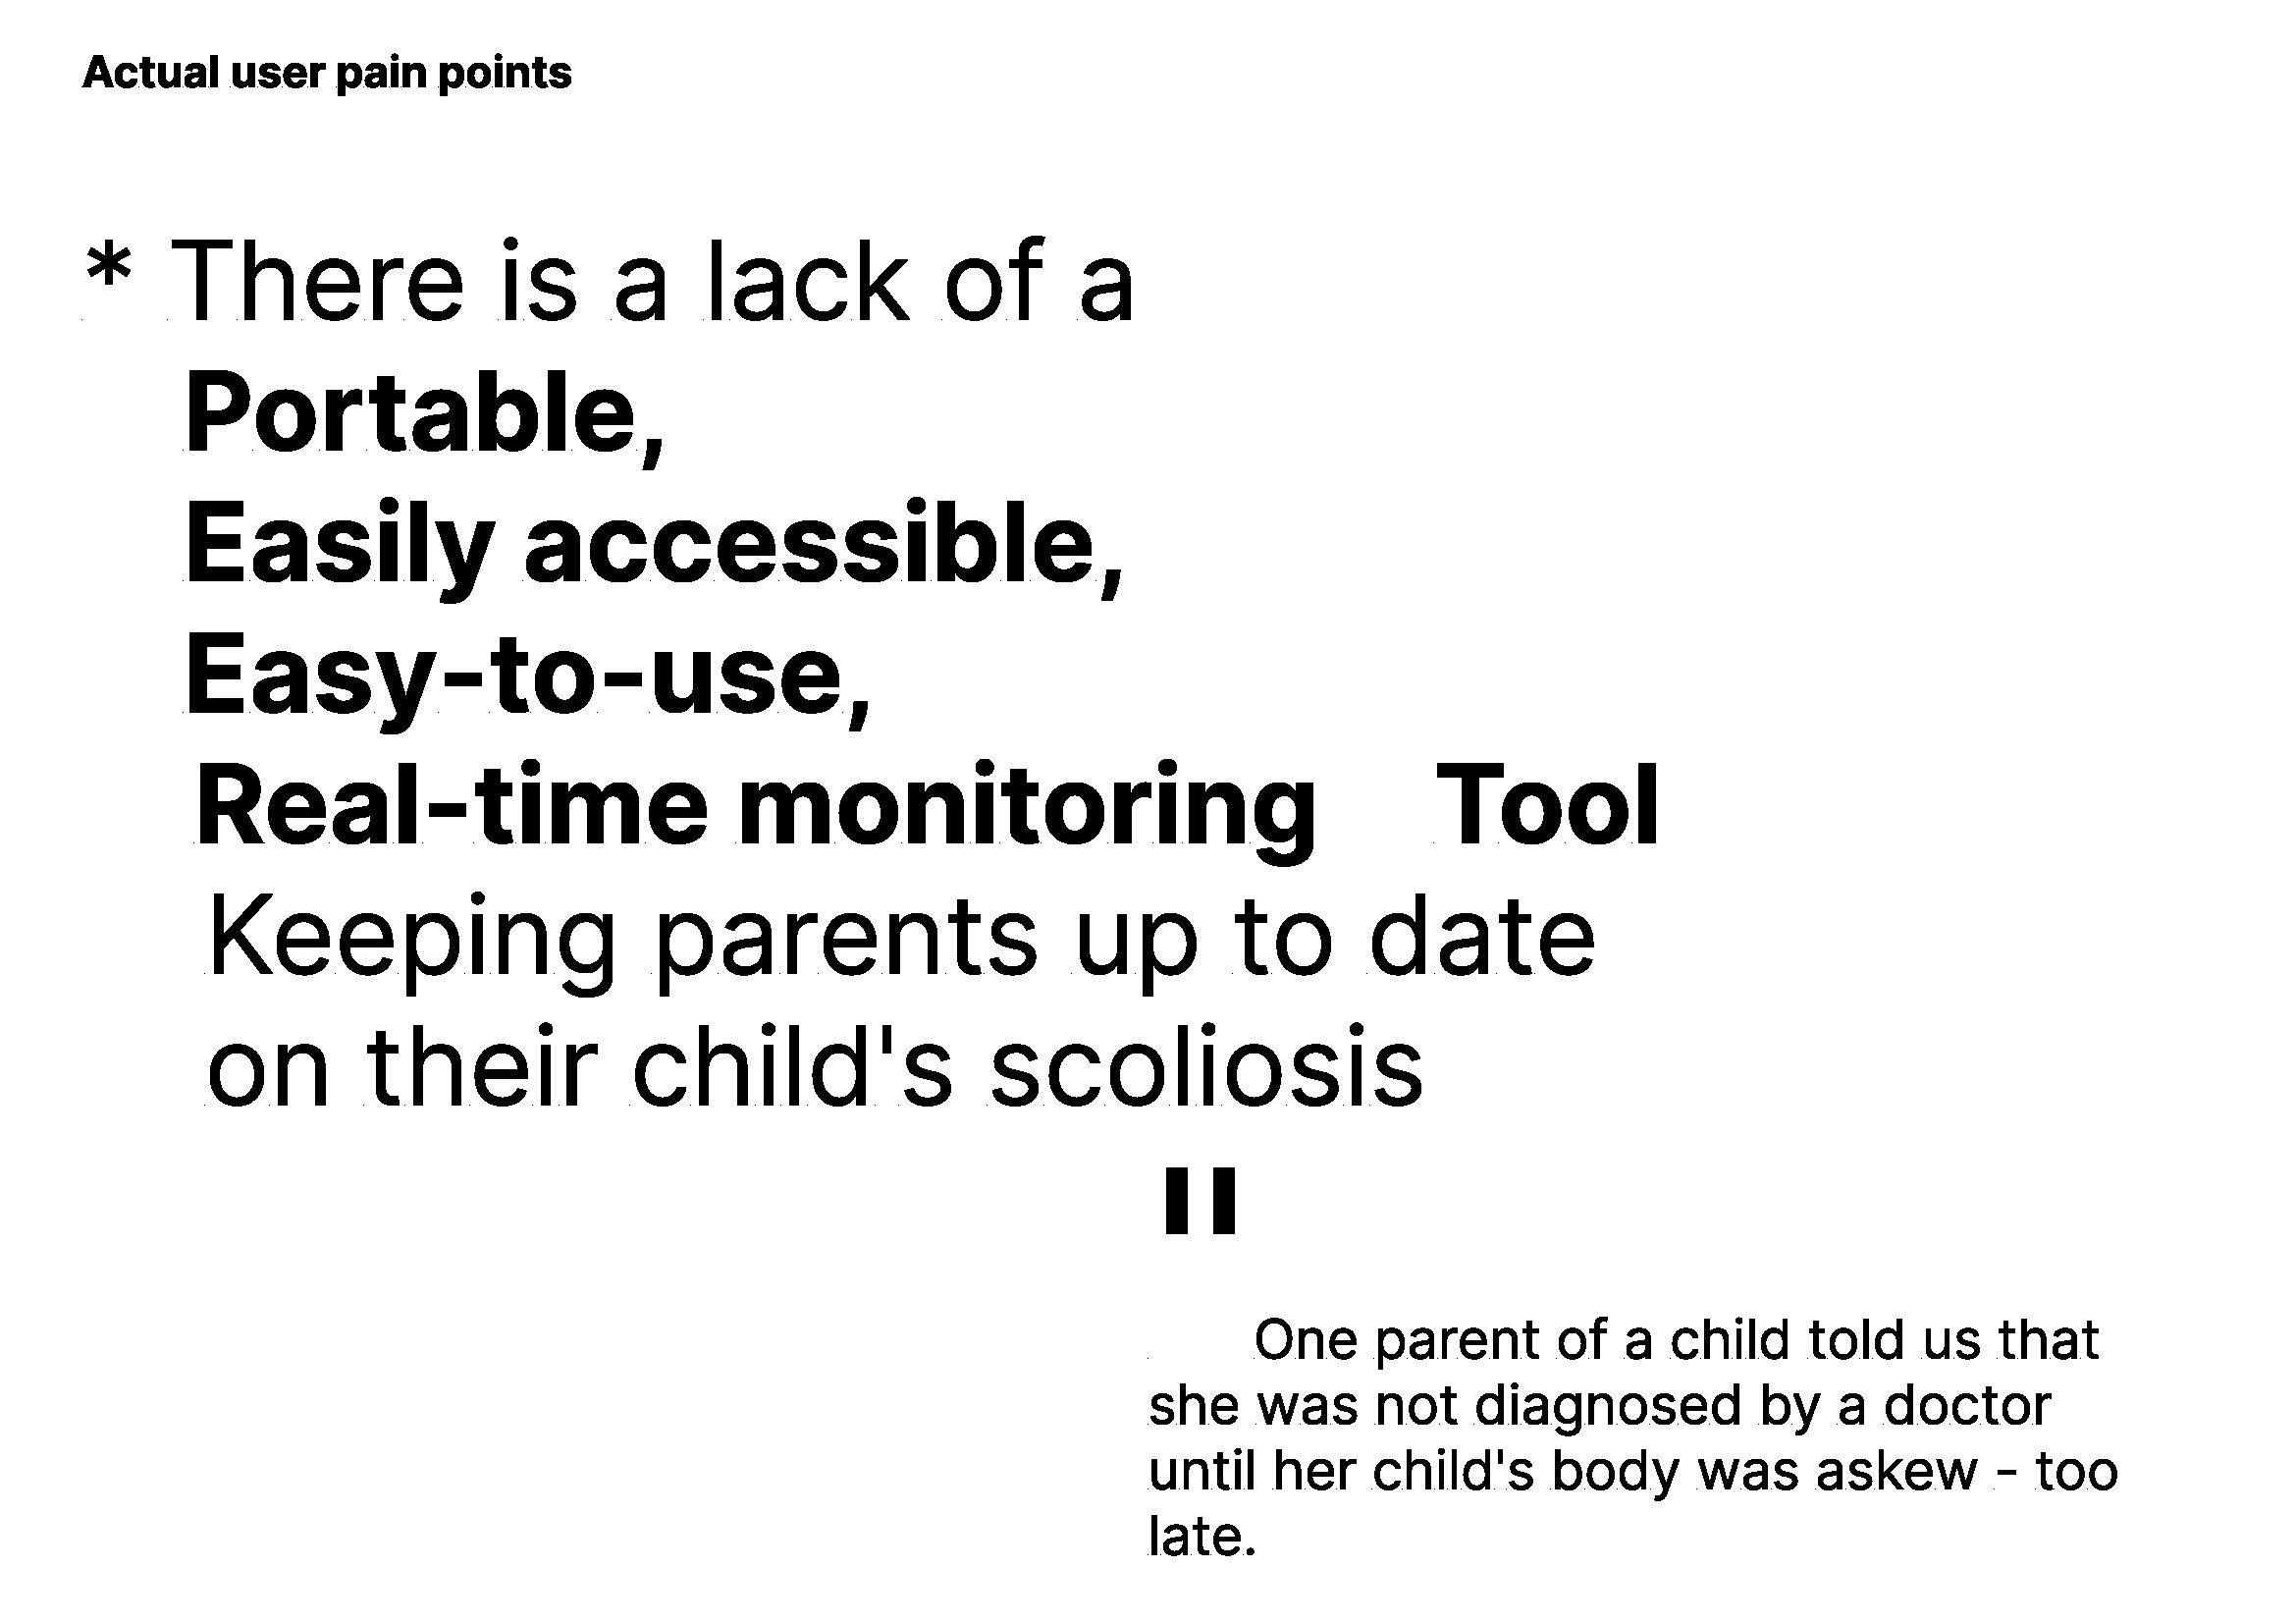 Actual user pain points
* There is a lack of a
Portable,
Easily accessible,
Easy-to-use,
Real-time monitoring Tool
Keeping parents up to date
on their child's scoliosis
"
One parent of a child told us that
she was not diagnosed by a doctor
until her child's body was askew - too
late.